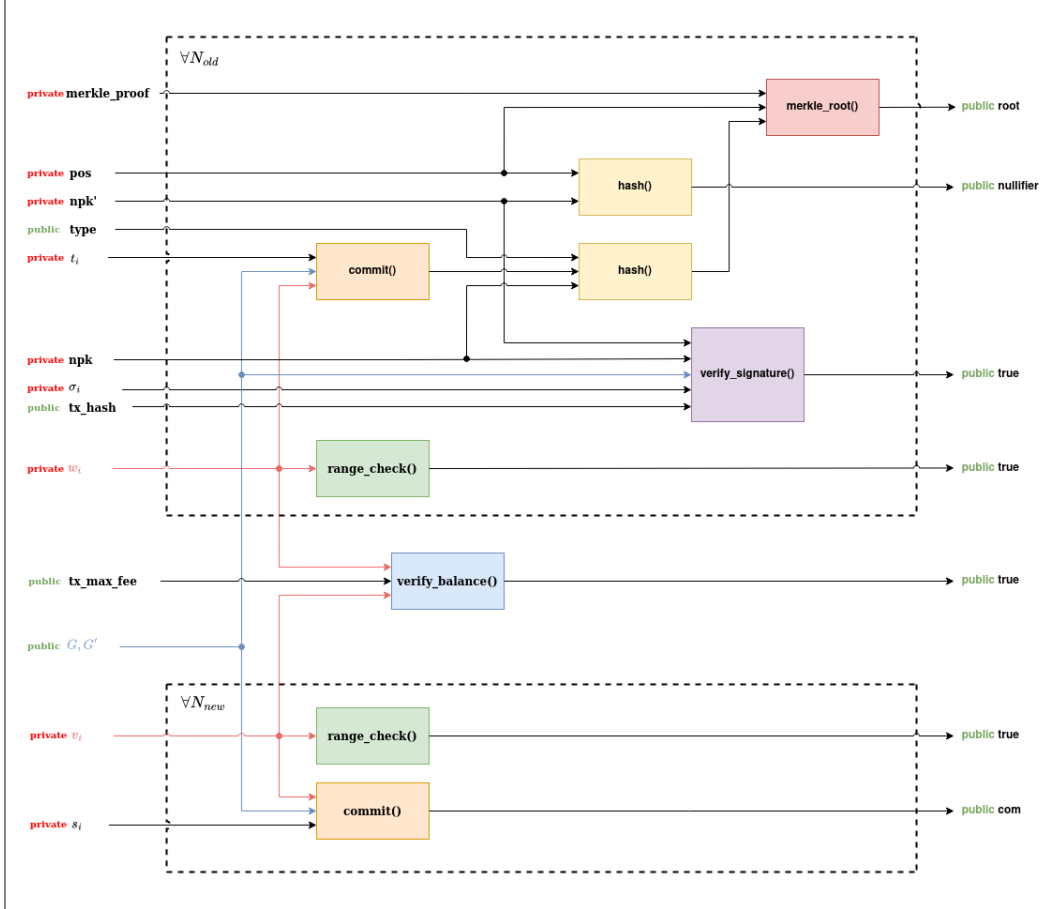 ∀N_old
private merkle_proof
merkle_root()
public root
private pos
hash()
public nullifier
private npk'
public type
private t_i
commit()
hash()
private npk
verify_signature()
public true
private σ_i
public tx_hash
private w_i
range_check()
public true
public tx_max_fee
verify_balance()
public true
public G, G′
∀N_new
private v_i
range_check()
public true
commit()
public com
private s_i